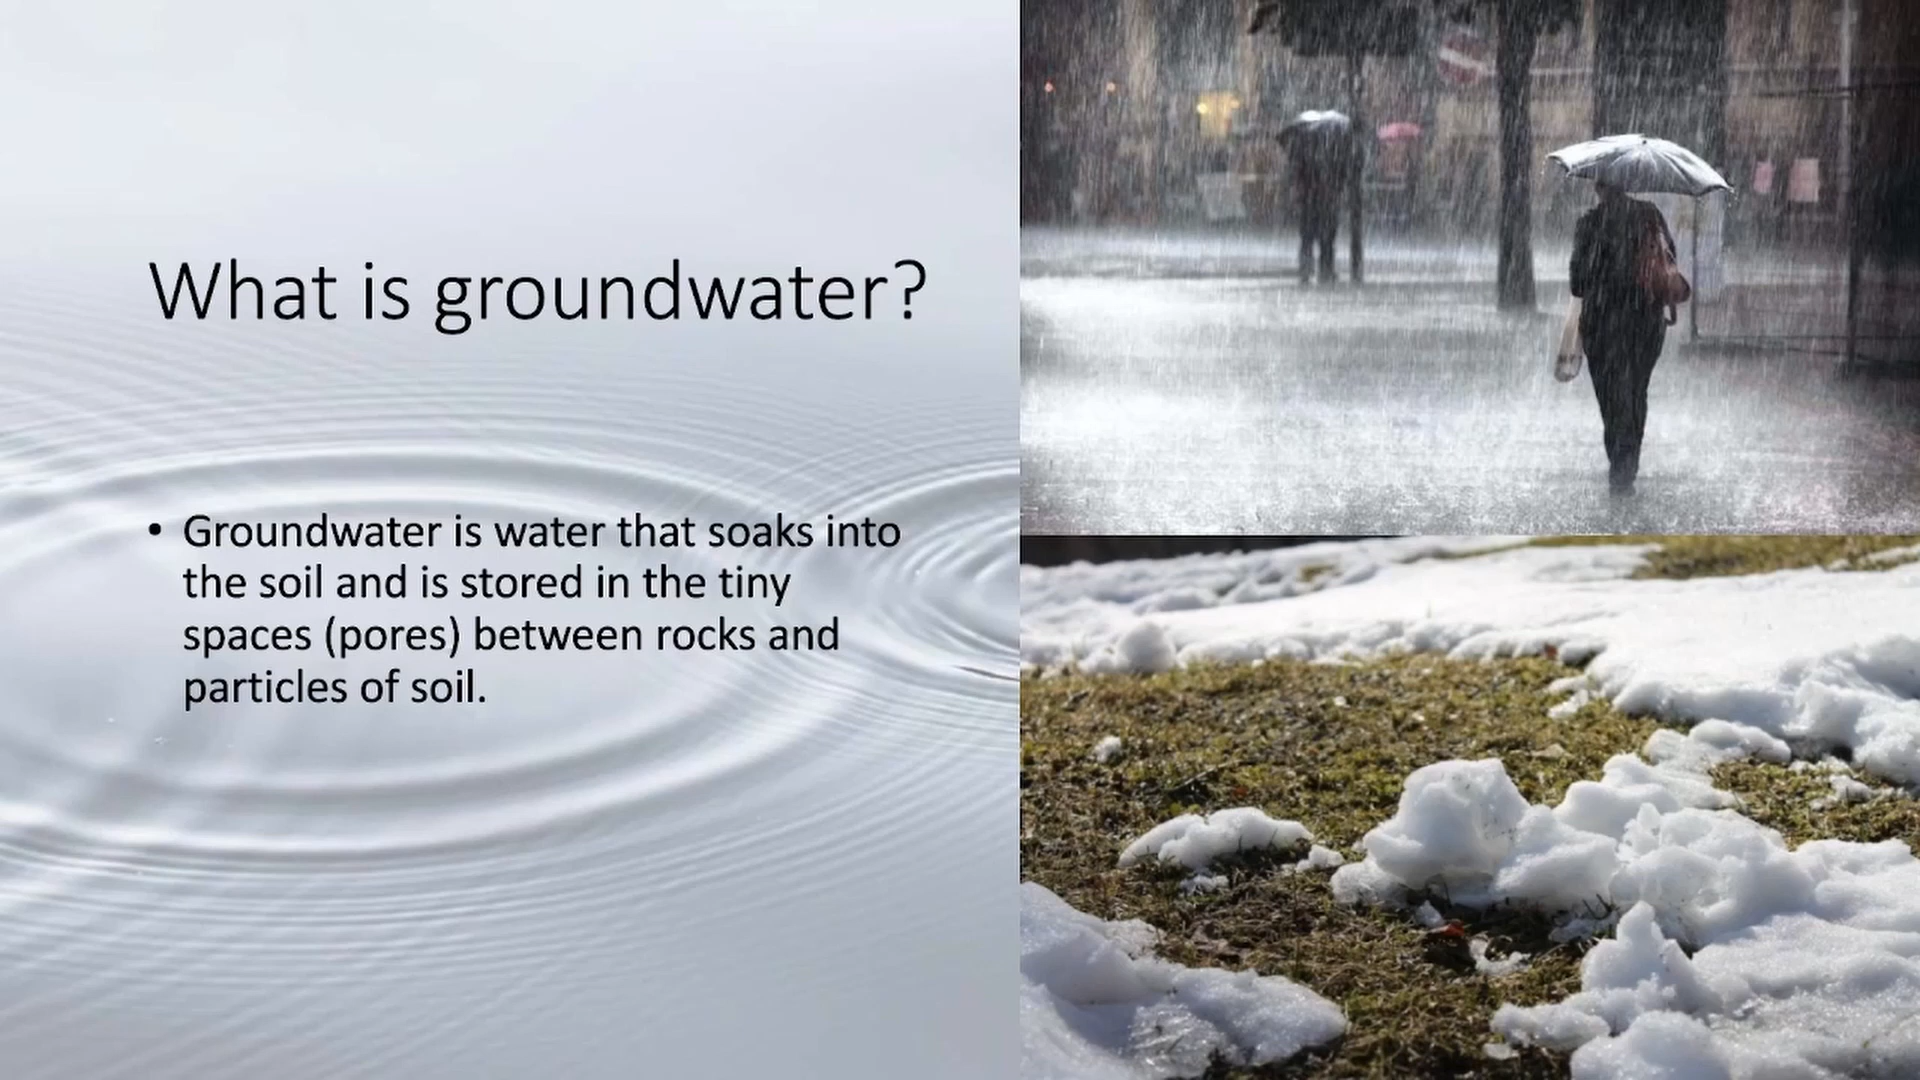 What is groundwater?
• Groundwater is water that soaks into
the soil and is stored in the tiny
spaces (pores) between rocks and
particles of soil.